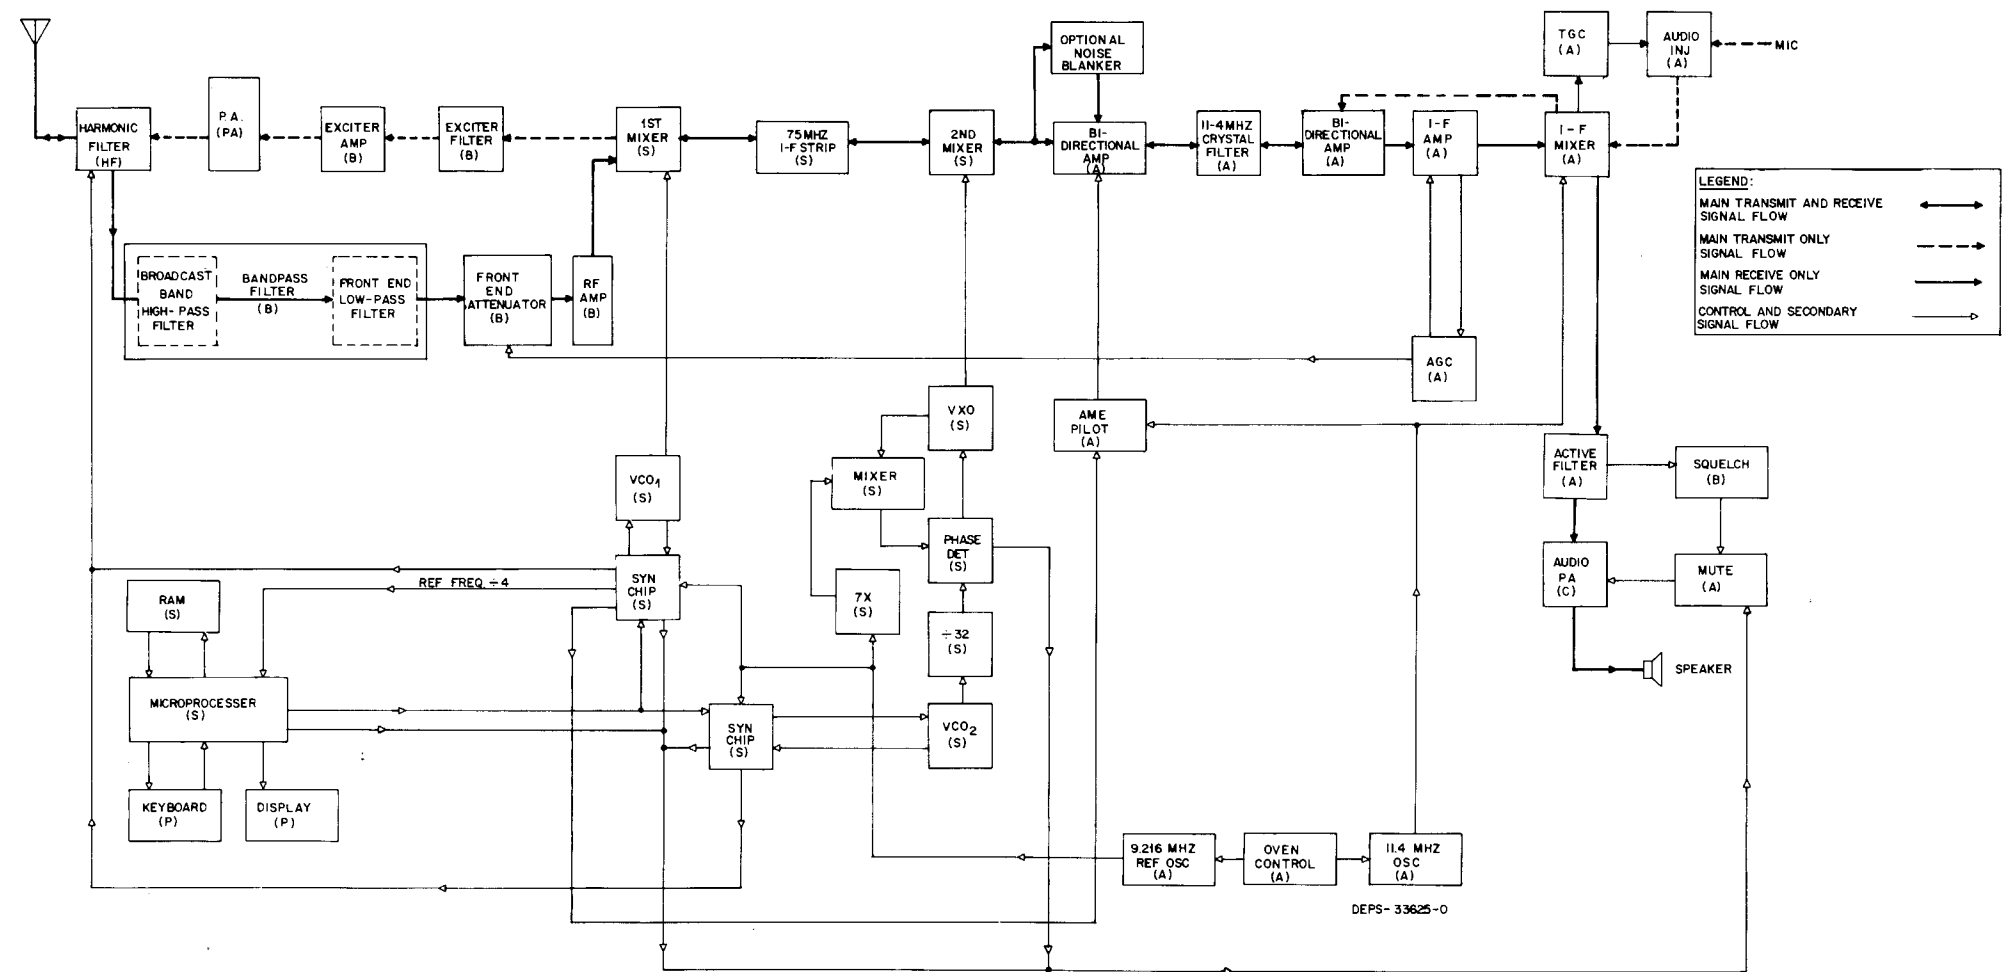 OPTIONAL
NOISE
BLANKER
TGC
(A)
AUDIO
INJ
(A)
MIC
HARMONIC
FILTER
(HF)
P.A.
(PA)
EXCITER
AMP
(B)
EXCITER
FILTER
(B)
1ST
MIXER
(S)
75MHZ
I-F STRIP
(S)
2ND
MIXER
(S)
BI-
DIRECTIONAL
AMP
(A)
11-4MHZ
CRYSTAL
FILTER
(A)
BI-
DIRECTIONAL
AMP
(A)
I-F
AMP
(A)
I-F
MIXER
(A)
LEGEND:
MAIN TRANSMIT AND RECEIVE
SIGNAL FLOW
MAIN TRANSMIT ONLY
SIGNAL FLOW
MAIN RECEIVE ONLY
SIGNAL FLOW
CONTROL AND SECONDARY
SIGNAL FLOW
BROADCAST
BAND
HIGH-PASS
FILTER
BANDPASS
FILTER
(B)
FRONT END
LOW-PASS
FILTER
FRONT
END
ATTENUATOR
(B)
RF
AMP
(B)
AGC
(A)
VXO
(S)
AME
PILOT
(A)
VCO1
(S)
MIXER
(S)
ACTIVE
FILTER
(A)
SQUELCH
(B)
PHASE
DET
(S)
SYN
CHIP
(S)
REF FREQ. ÷4
RAM
(S)
7X
(S)
AUDIO
PA
(C)
MUTE
(A)
÷32
(S)
SPEAKER
MICROPROCESSER
(S)
SYN
CHIP
(S)
VCO2
(S)
KEYBOARD
(P)
DISPLAY
(P)
9.216 MHZ
REF OSC
(A)
OVEN
CONTROL
(A)
11.4 MHZ
OSC
(A)
DEPS-33625-O